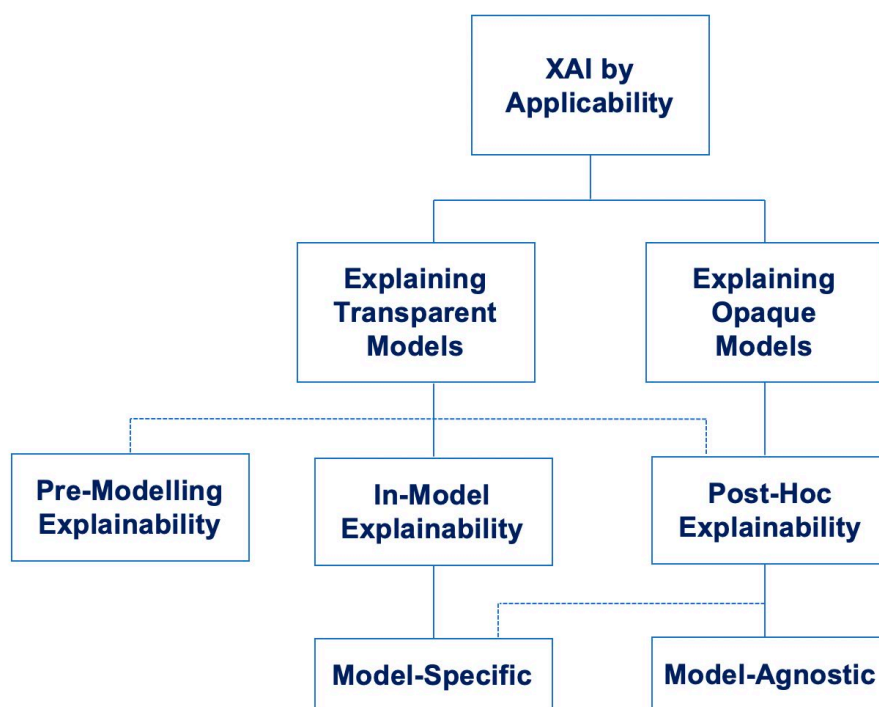 XAI by
Applicability
Explaining
Transparent
Models
Explaining
Opaque
Models
Pre-Modelling
Explainability
In-Model
Explainability
Post-Hoc
Explainability
Model-Specific
Model-Agnostic